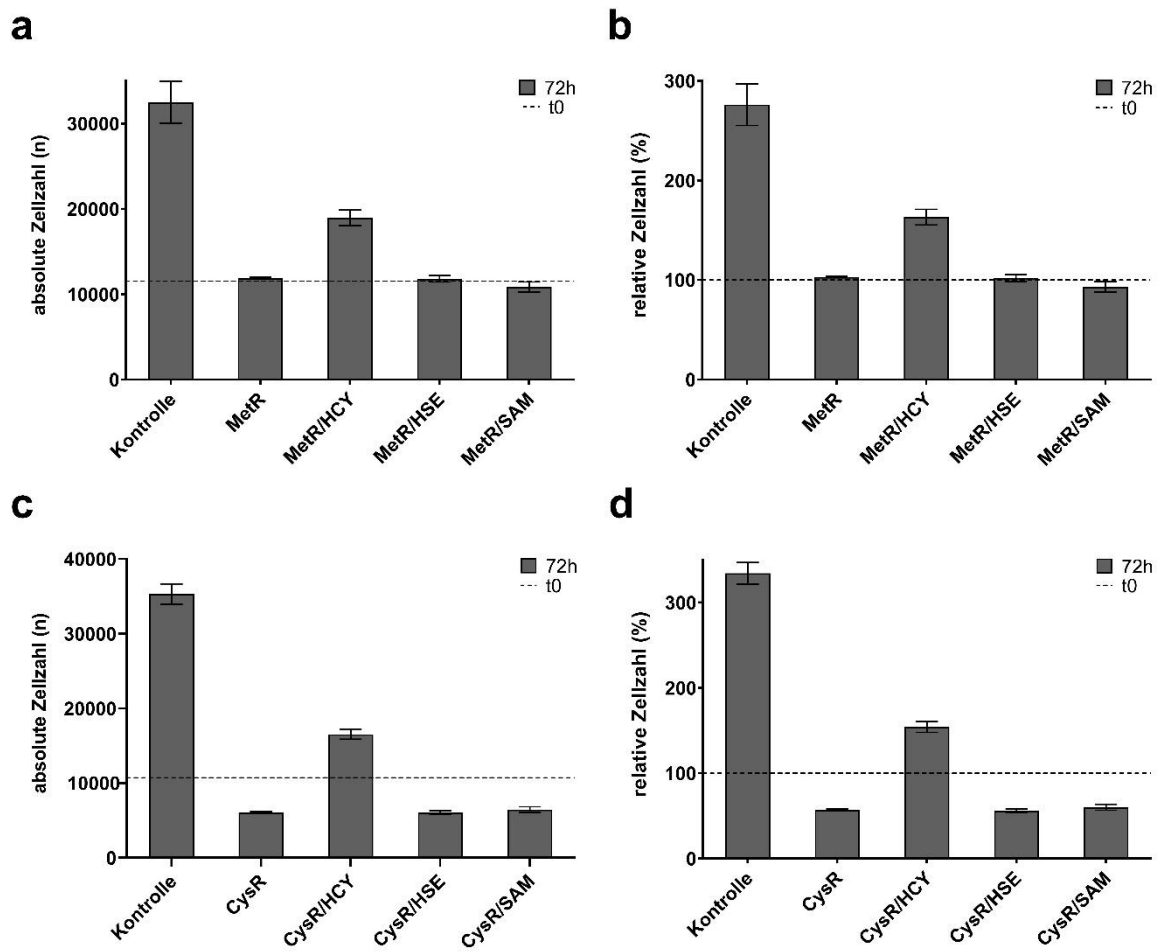 a
absolute Zellzahl (n)
30000
20000
10000
0
72h
t0
Kontrolle
MetR
MetR/HCY
MetR/HSE
MetR/SAM
b
relative Zellzahl (%)
300
200
100
0
72h
t0
Kontrolle
MetR
MetR/HCY
MetR/HSE
MetR/SAM
c
absolute Zellzahl (n)
40000
30000
20000
10000
0
72h
t0
Kontrolle
CysR
CysR/HCY
CysR/HSE
CysR/SAM
d
relative Zellzahl (%)
300
200
100
0
72h
t0
Kontrolle
CysR
CysR/HCY
CysR/HSE
CysR/SAM